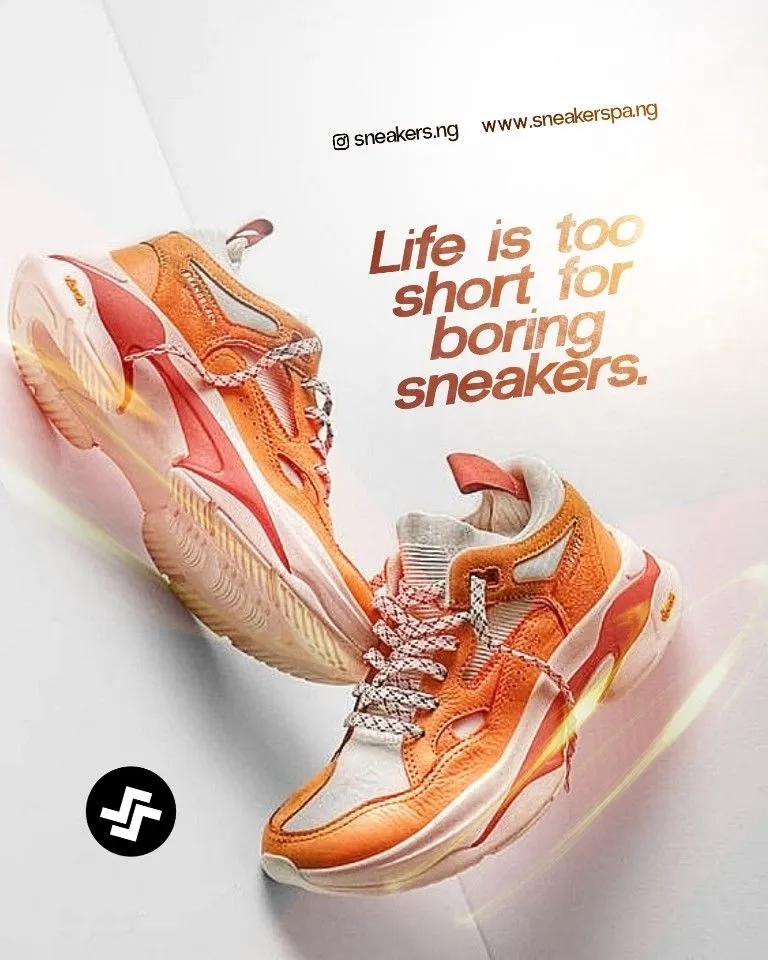 sneakers.ng www.sneakerspa.ng
Life is too
short for
boring
sneakers.